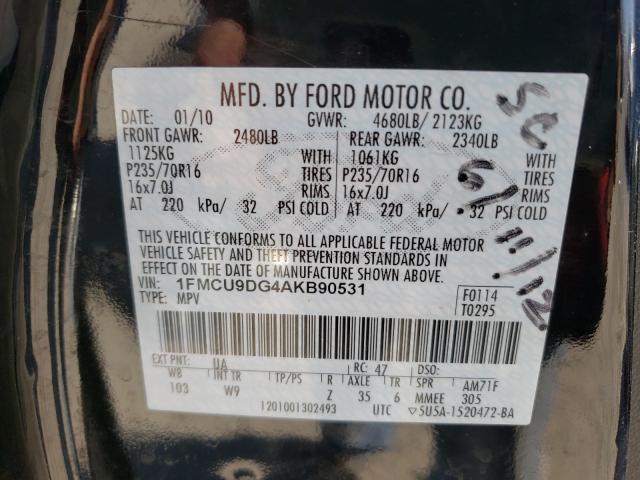 MFD. BY FORD MOTOR CO.
DATE: 01/10 GVWR: 4680LB/ 2123KG
FRONT GAWR: 2480LB REAR GAWR: 2340LB
1125KG WITH 1061KG WITH
P235/70R16 TIRES P235/70R16 TIRES
16x7.0J RIMS 16x7.0J RIMS
AT 220 kPa/ 32 PSI COLD AT 220 kPa/ 32 PSI COLD
THIS VEHICLE CONFORMS TO ALL APPLICABLE FEDERAL MOTOR
VEHICLE SAFETY AND THEFT PREVENTION STANDARDS IN
EFFECT ON THE DATE OF MANUFACTURE SHOWN ABOVE.
VIN: 1FMCU9DG4AKB90531 F0114
TYPE: MPV T0295
EXT PNT: UA RC: 47 DSO:
WB INT TR TP/PS R AXLE TR SPR AM71F
103 W9 Z 35 6 MMEE 305
1201001302493 UTC ▽5U5A-1520472-BA
5C
11/12